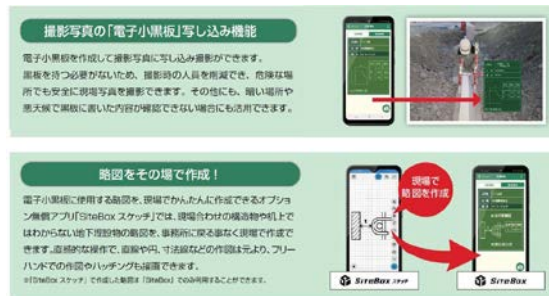 撮影写真の「電子小黒板」写し込み機能
電子小黒板を作成して撮影写真に写し込み撮影ができます。
黒板を持つ必要がないため、撮影時の人員を削減でき、危険な場
所でも安全に現場写真を撮影できます。その他にも、暗い場所や
悪天候で黒板に書いた内容が確認できない場合にも活用できます。
略図をその場で作成！
電子小黒板に使用する略図を、現場でかんたんに作成できるオプショ
ン無償アプリ「SiteBox スケッチ」では、現場合わせの構造物や机上で
はわからない地下埋設物の略図を、事務所に戻る事なく現場で作成で
きます。直感的な操作で、直線や円、寸法線などの作図は元より、フリー
ハンドでの作図やハッチングも描画できます。
※「SiteBox スケッチ」で作成した略図は「SiteBox」でのみ利用することができます。
現場で
略図を作成
SITEBOX スケッチ
SITEBOX